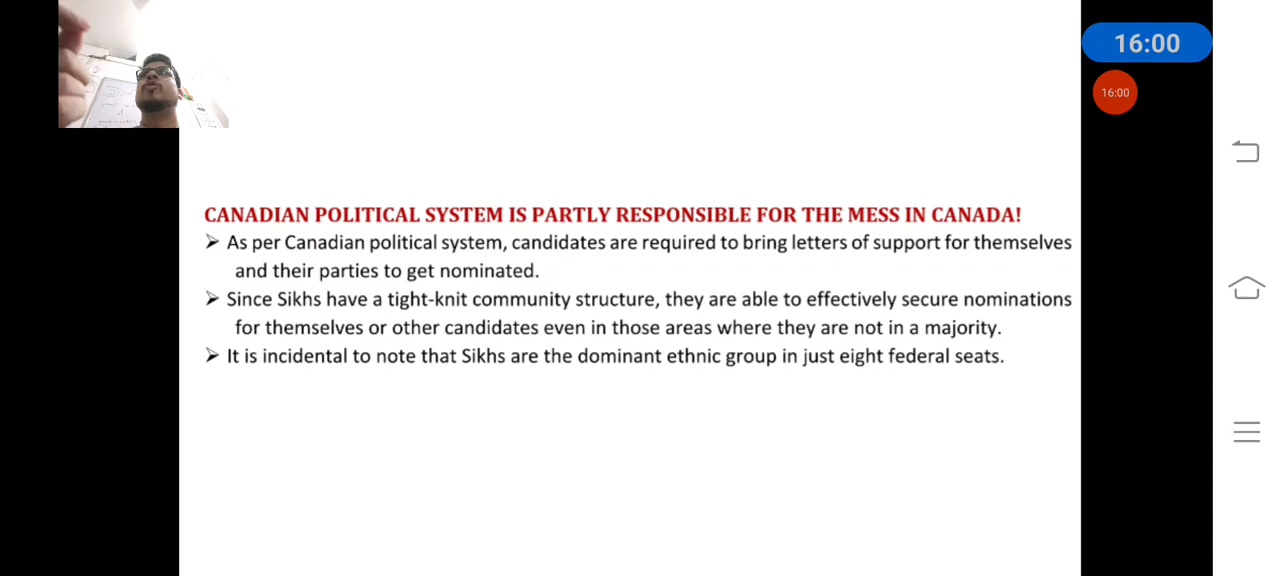 16:00
16:00
CANADIAN POLITICAL SYSTEM IS PARTLY RESPONSIBLE FOR THE MESS IN CANADA!
➤ As per Canadian political system, candidates are required to bring letters of support for themselves
and their parties to get nominated.
➤ Since Sikhs have a tight-knit community structure, they are able to effectively secure nominations
for themselves or other candidates even in those areas where they are not in a majority.
➤ It is incidental to note that Sikhs are the dominant ethnic group in just eight federal seats.